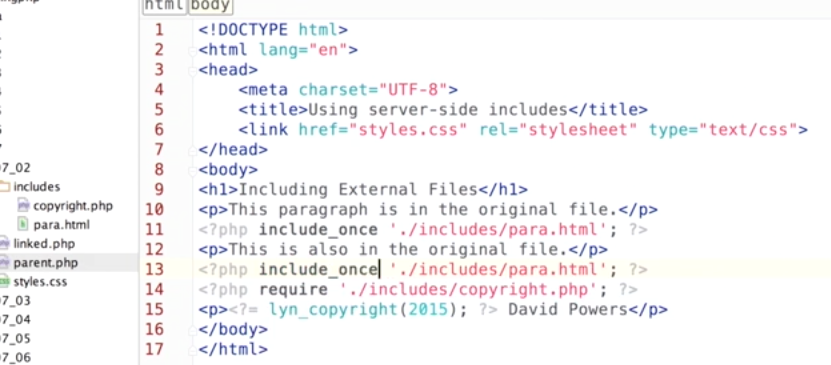 html body
includes
copyright.php
para.html
linked.php
parent.php
styles.css
7_02
7_03
7_04
7_05
7_06
1 <!DOCTYPE html>
2 <html lang="en">
3 <head>
4 <meta charset="UTF-8">
5 <title>Using server-side includes</title>
6 <link href="styles.css" rel="stylesheet" type="text/css">
7 </head>
8 <body>
9 <h1>Including External Files</h1>
10 <p>This paragraph is in the original file.</p>
11 <?php include_once './includes/para.html'; ?>
12 <p>This is also in the original file.</p>
13 <?php include_once './includes/para.html'; ?>
14 <?php require './includes/copyright.php'; ?>
15 <p><?= lyn_copyright(2015); ?> David Powers</p>
16 </body>
17 </html>